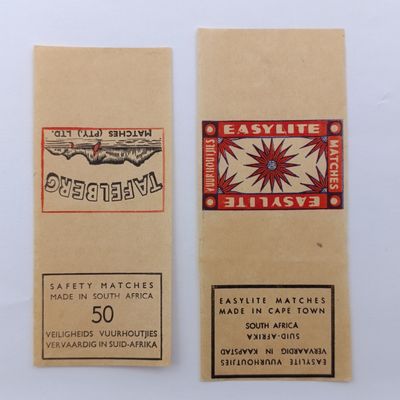 TAFELBERG
MATCHES (PTY.) LTD.
SAFETY MATCHES
MADE IN SOUTH AFRICA
50
VEILIGHEIDS VUURHOUTJIES
VERVAARDIG IN SUID-AFRIKA
EASYLITE
VUURHOUTJIES
MATCHES
EASYLITE
EASYLITE MATCHES
MADE IN CAPE TOWN
SOUTH AFRICA
EASYLITE VUURHOUTJIES
VERVAARDIG IN KAAPSTAD
SUID-AFRIKA